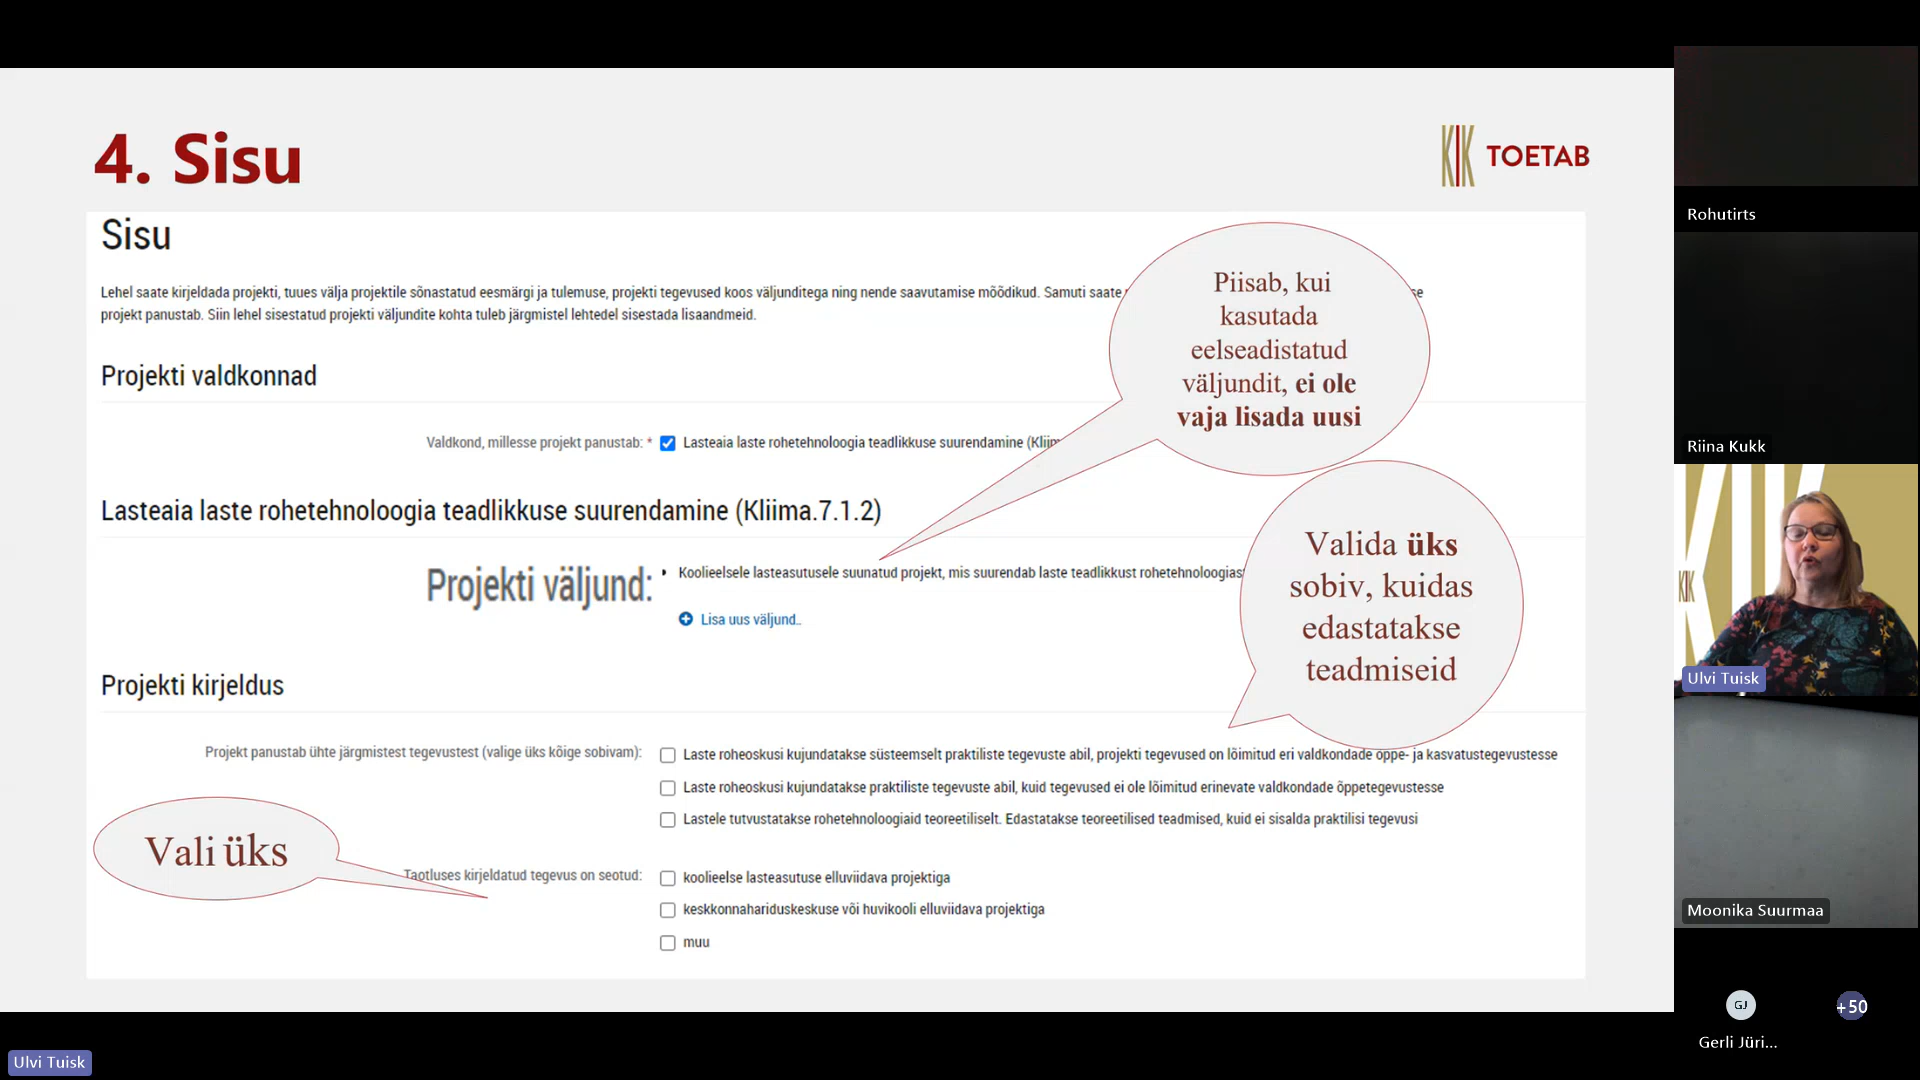 4. Sisu
KIK TOETAB
Sisu
Lehel saate kirjeldada projekti, tuues välja projektile sõnastatud eesmärgi ja tulemuse, projekti tegevused koos väljunditega ning nende saavutamise mõõdikud. Samuti saate
projekt panustab. Siin lehel sisestatud projekti väljundite kohta tuleb järgmistel lehtedel sisestada lisaandmeid.
Piisab, kui
kasutada
eelseadistatud
väljundit, ei ole
vaja lisada uusi
Projekti valdkonnad
Valdkond, millesse projekt panustab: * Lasteaia laste rohetehnoloogia teadlikkuse suurendamine
Lasteaia laste rohetehnoloogia teadlikkuse suurendamine (Kliima.7.1.2)
Projekti väljund:
Koolieelsele lasteasutusele suunatud projekt, mis suurendab laste teadlikkust
Lisa uus väljund..
Valida üks
sobiv, kuidas
edastatakse
teadmiseid
Projekti kirjeldus
Projekt panustab ühte järgmistest tegevustest (valige üks kõige sobivam):
Laste roheoskusi kujundatakse süsteemselt praktiliste tegevuste abil, projekti tegevused on lõimitud eri valdkondade õppe- ja kasvatustegevustesse
Laste roheoskusi kujundatakse praktiliste tegevuste abil, kuid tegevused ei ole lõimitud erinevate valdkondade õppetegevustesse
Lastele tutvustatakse rohetehnoloogiaid teoreetiliselt. Edastatakse teoreetilised teadmised, kuid ei sisalda praktilisi tegevusi
Vali üks
Taotluses kirjeldatud tegevus on seotud:
koolieelse lasteasutuse elluviidava projektiga
keskkonnahariduskeskuse või huvikooli elluviidava projektiga
muu
Rohutirts
Riina Kukk
KIK
Ulvi Tuisk
Moonika Suurmaa
GJ
+50
Gerli Jüri...
Ulvi Tuisk